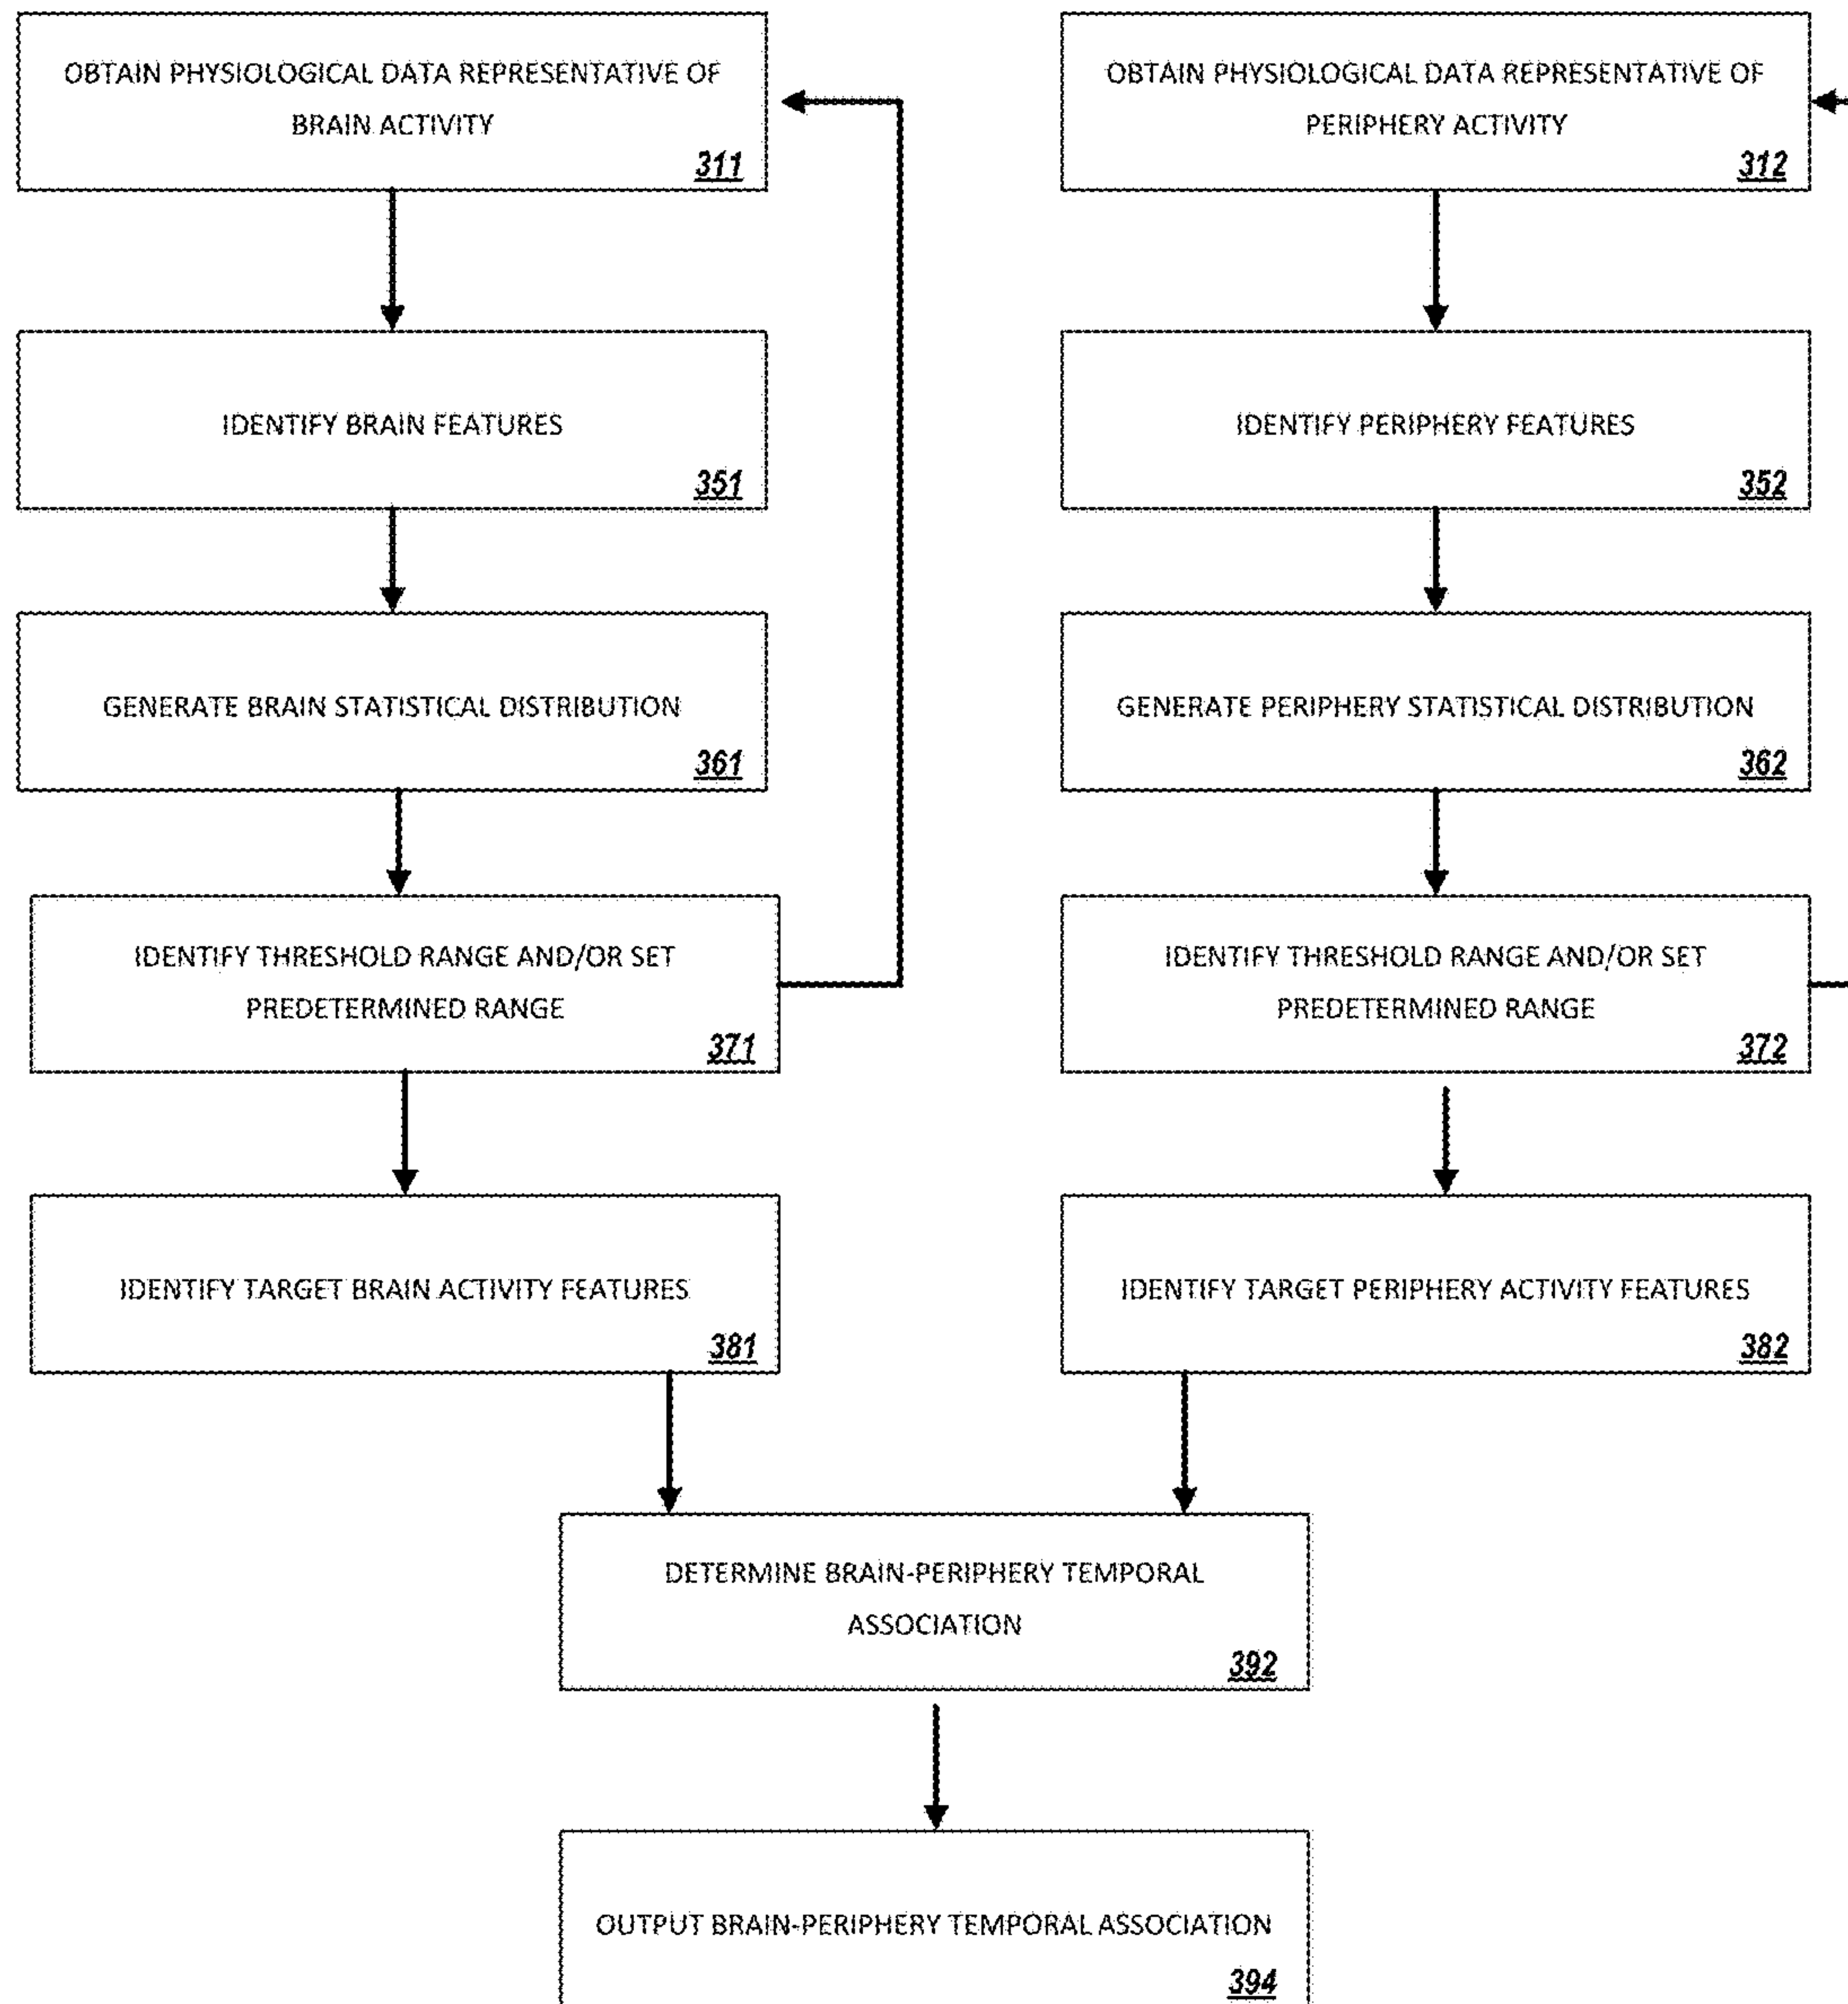 OBTAIN PHYSIOLOGICAL DATA REPRESENTATIVE OF
BRAIN ACTIVITY
311
OBTAIN PHYSIOLOGICAL DATA REPRESENTATIVE OF
PERIPHERY ACTIVITY
312
IDENTIFY BRAIN FEATURES
351
IDENTIFY PERIPHERY FEATURES
352
GENERATE BRAIN STATISTICAL DISTRIBUTION
361
GENERATE PERIPHERY STATISTICAL DISTRIBUTION
362
IDENTIFY THRESHOLD RANGE AND/OR SET
PREDETERMINED RANGE
371
IDENTIFY THRESHOLD RANGE AND/OR SET
PREDETERMINED RANGE
372
IDENTIFY TARGET BRAIN ACTIVITY FEATURES
381
IDENTIFY TARGET PERIPHERY ACTIVITY FEATURES
382
DETERMINE BRAIN-PERIPHERY TEMPORAL
ASSOCIATION
392
OUTPUT BRAIN-PERIPHERY TEMPORAL ASSOCIATION
394